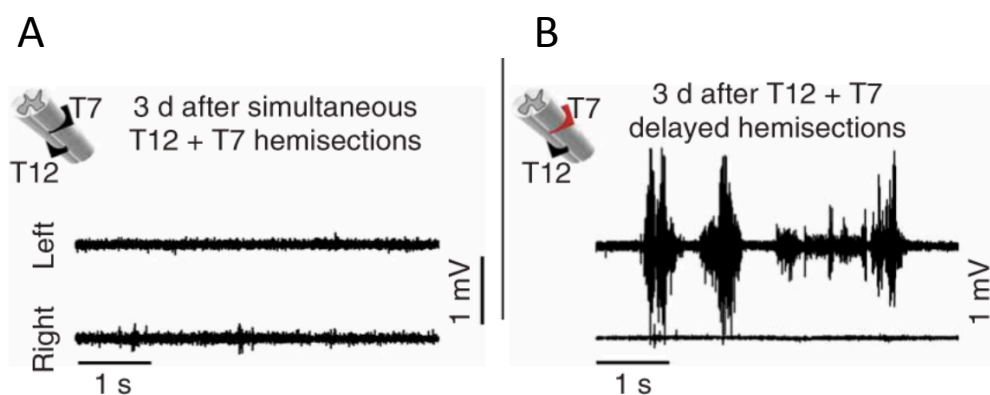 A
T7
3 d after simultaneous
T12 + T7 hemisections
T12
Left
Right
1 mV
1 s
B
T7
3 d after T12 + T7
delayed hemisections
T12
1 mV
1 s